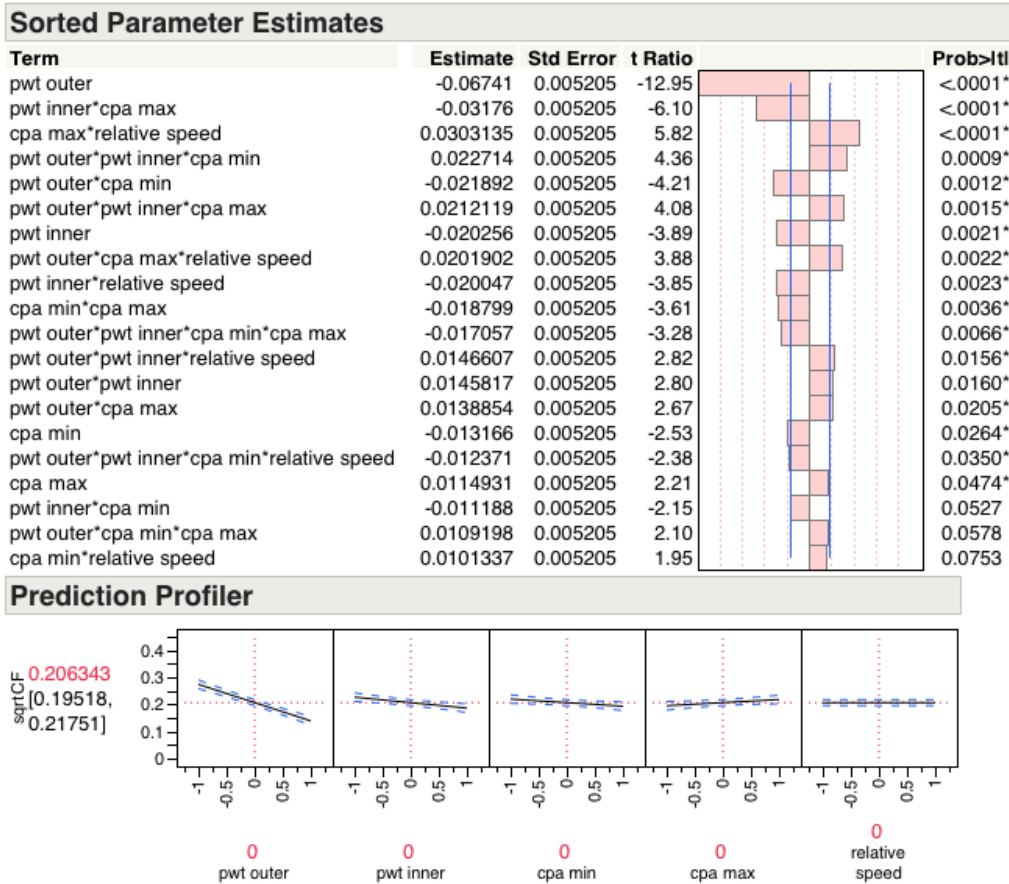 Sorted Parameter Estimates
Term Estimate Std Error t Ratio Prob>|t|
pwt outer -0.06741 0.005205 -12.95 <.0001*
pwt inner*cpa max -0.03176 0.005205 -6.10 <.0001*
cpa max*relative speed 0.0303135 0.005205 5.82 <.0001*
pwt outer*pwt inner*cpa min 0.022714 0.005205 4.36 0.0009*
pwt outer*cpa min -0.021892 0.005205 -4.21 0.0012*
pwt outer*pwt inner*cpa max 0.0212119 0.005205 4.08 0.0015*
pwt inner -0.020256 0.005205 -3.89 0.0021*
pwt outer*cpa max*relative speed 0.0201902 0.005205 3.88 0.0022*
pwt inner*relative speed -0.020047 0.005205 -3.85 0.0023*
cpa min*cpa max -0.018799 0.005205 -3.61 0.0036*
pwt outer*pwt inner*cpa min*cpa max -0.017057 0.005205 -3.28 0.0066*
pwt outer*pwt inner*relative speed 0.0146607 0.005205 2.82 0.0156*
pwt outer*pwt inner 0.0145817 0.005205 2.80 0.0160*
pwt outer*cpa max 0.0138854 0.005205 2.67 0.0205*
cpa min -0.013166 0.005205 -2.53 0.0264*
pwt outer*pwt inner*cpa min*relative speed -0.012371 0.005205 -2.38 0.0350*
cpa max 0.0114931 0.005205 2.21 0.0474*
pwt inner*cpa min -0.011188 0.005205 -2.15 0.0527
pwt outer*cpa min*cpa max 0.0109198 0.005205 2.10 0.0578
cpa min*relative speed 0.0101337 0.005205 1.95 0.0753
Prediction Profiler
sqrtCF
0.206343
[0.19518,
0.21751]
0.4
0.3
0.2
0.1
0
-1 -0.5 0 0.5 1 -1 -0.5 0 0.5 1 -1 -0.5 0 0.5 1 -1 -0.5 0 0.5 1 -1 -0.5 0 0.5 1
0 0 0 0 0
pwt outer pwt inner cpa min cpa max relative
speed